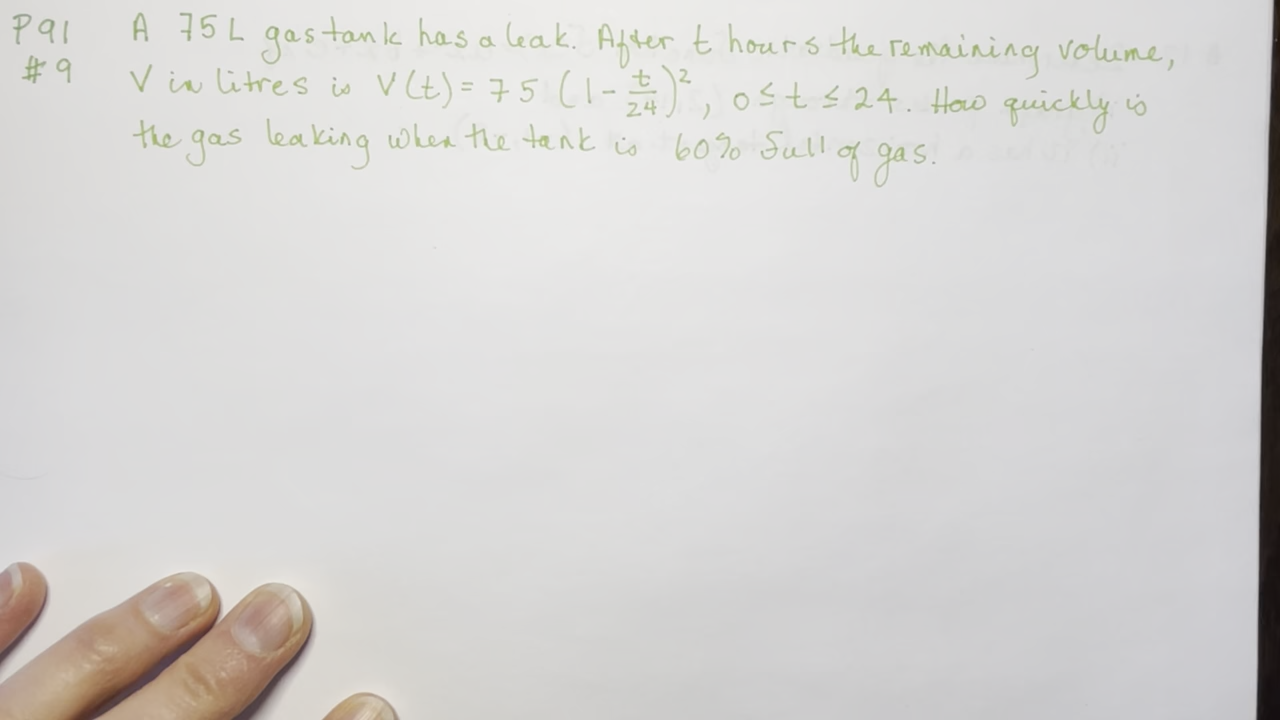 P91 A 75 L gas tank has a leak. After t hours the remaining volume,
#9 V in litres is V(t) = 75 (1 - t/24)², 0 ≤ t ≤ 24. How quickly is
the gas leaking when the tank is 60% full of gas.